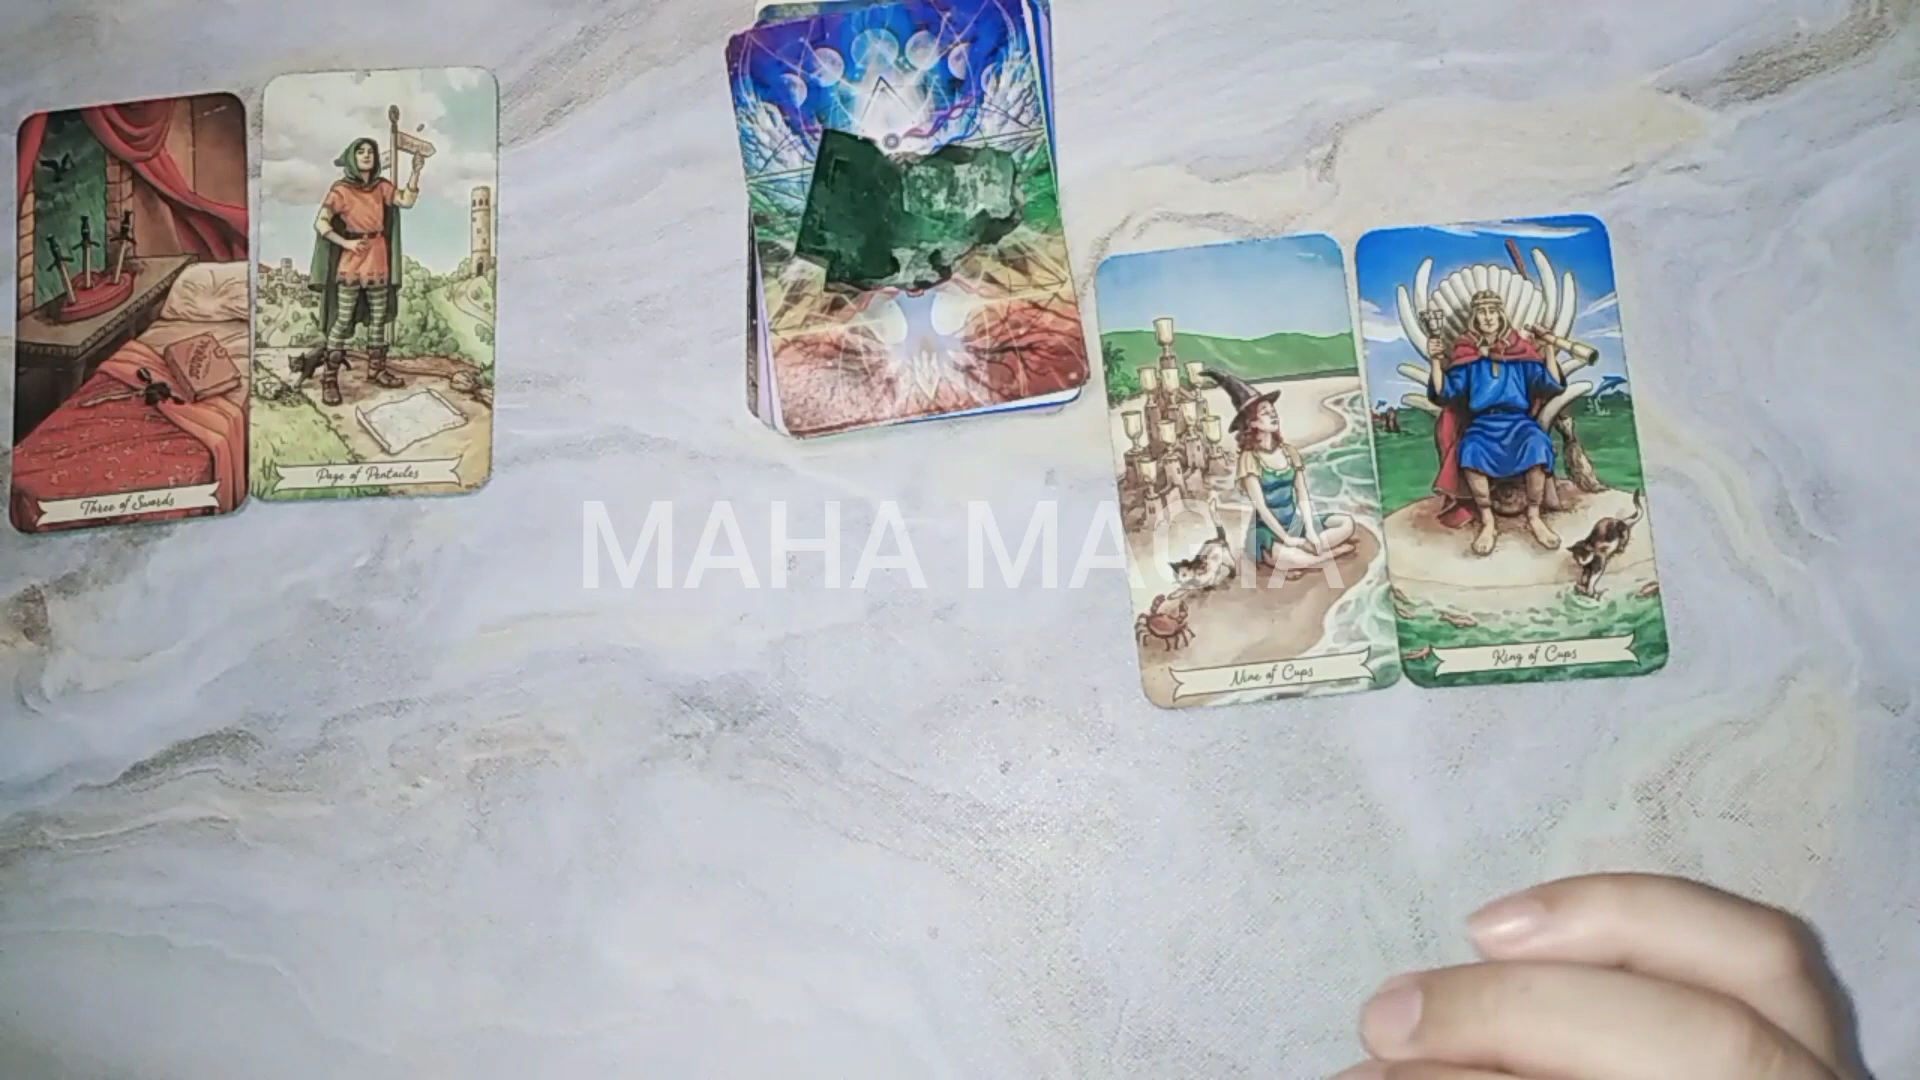 Three of Swords
Page of Pentacles
MAHA MAGIA
Nine of Cups
King of Cups